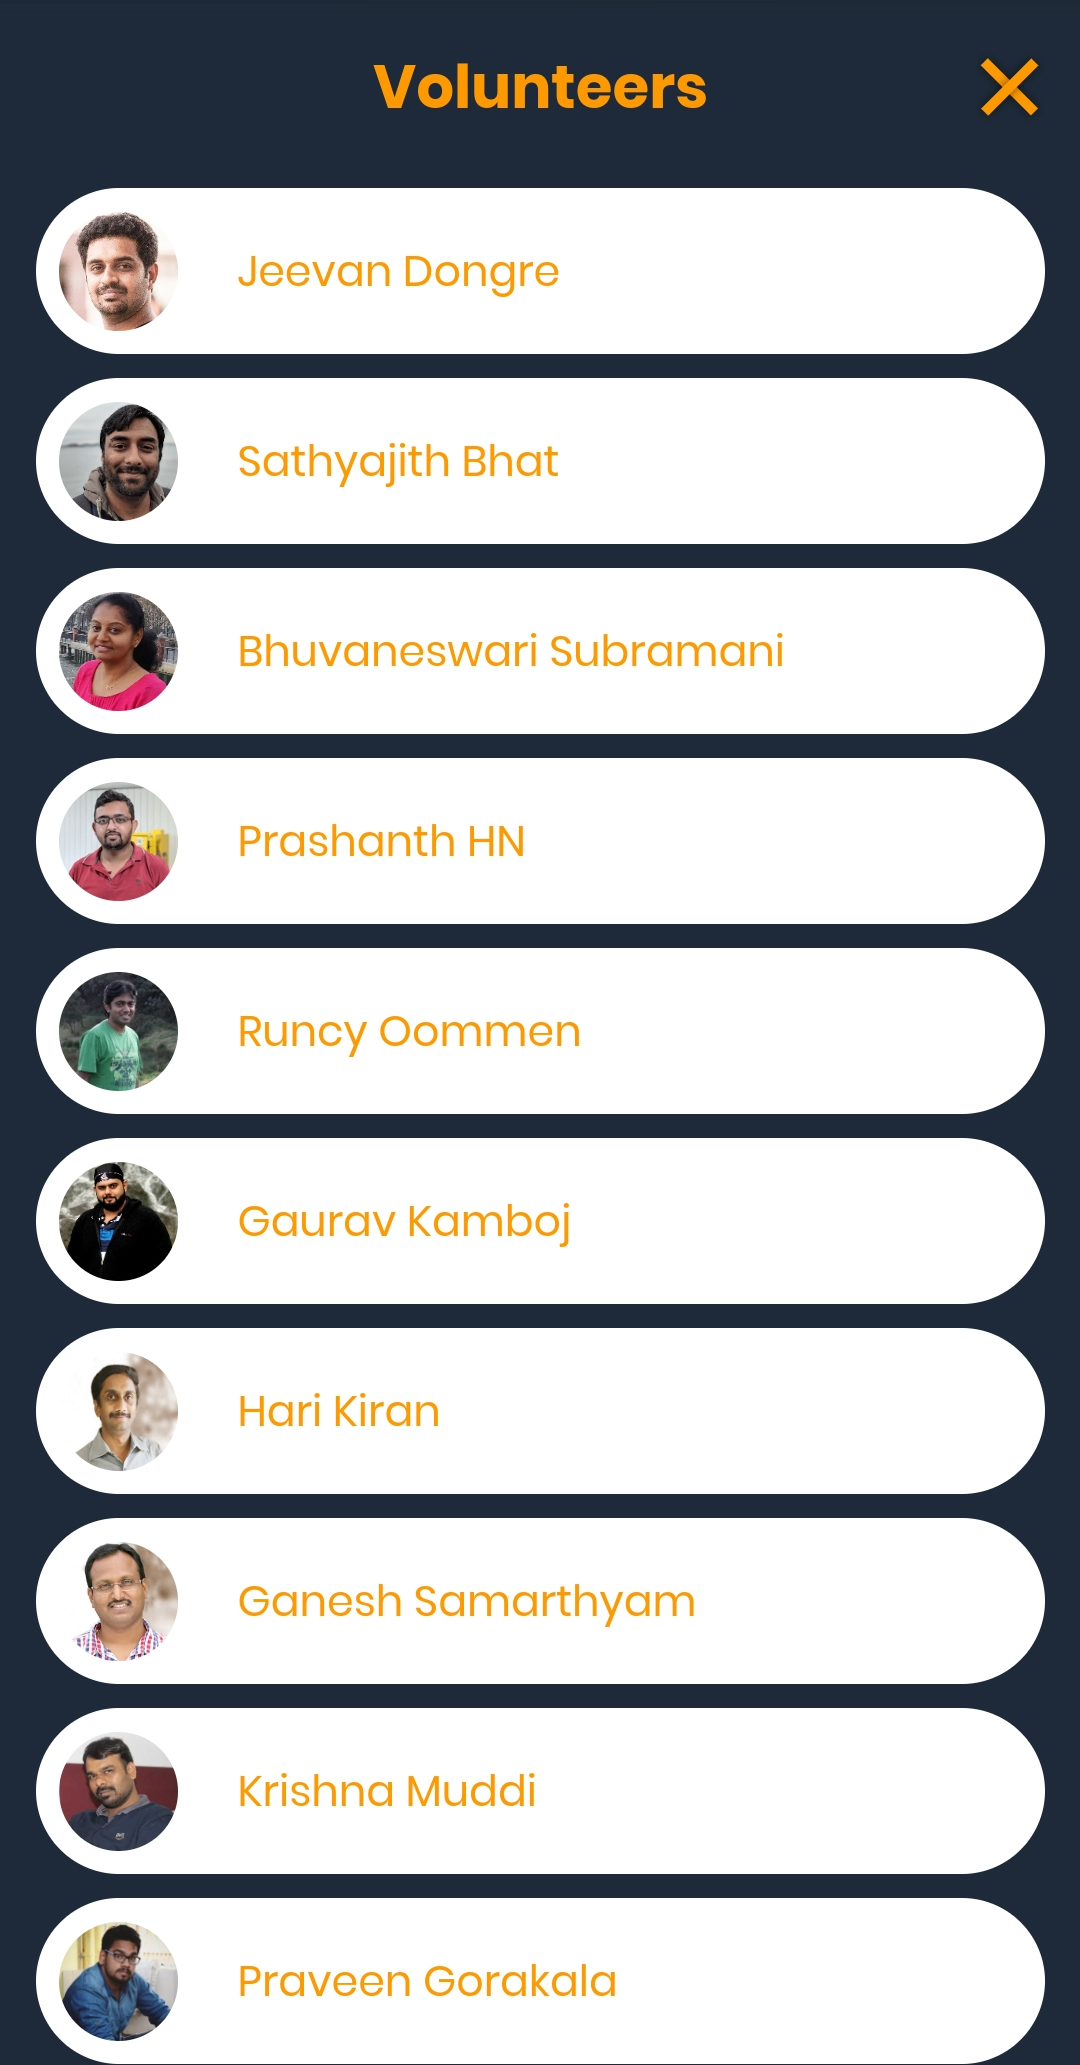 Volunteers
Jeevan Dongre
Sathyajith Bhat
Bhuvaneswari Subramani
Prashanth HN
Runcy Oommen
Gaurav Kamboj
Hari Kiran
Ganesh Samarthyam
Krishna Muddi
Praveen Gorakala